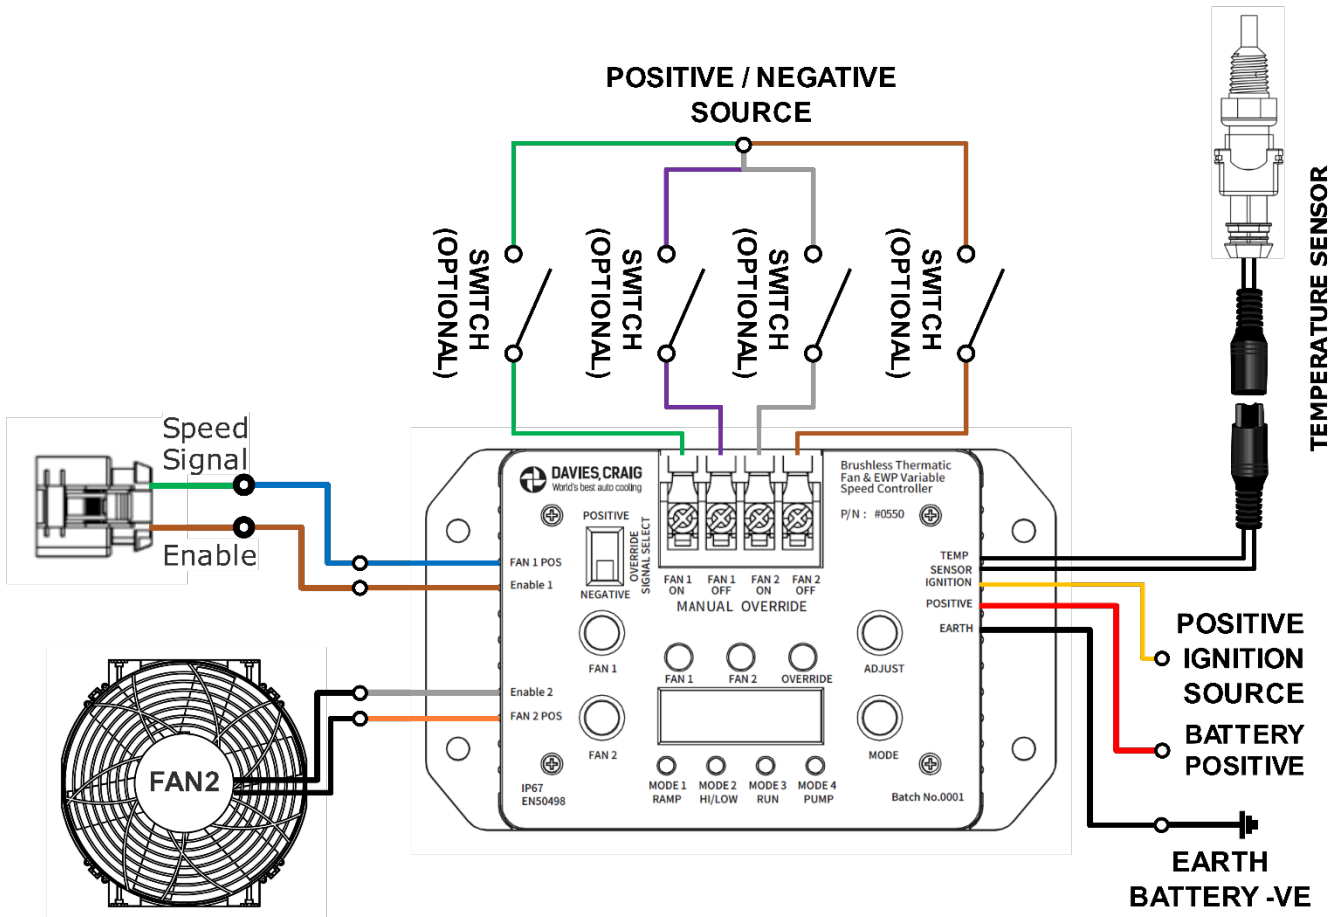 POSITIVE / NEGATIVE
SOURCE
SWITCH
(OPTIONAL)
SWITCH
(OPTIONAL)
SWITCH
(OPTIONAL)
SWITCH
(OPTIONAL)
TEMPERATURE SENSOR
Speed
Signal
Enable
DAVIES, CRAIG
World's best auto cooling
Brushless Thermatic
Fan & EWP Variable
Speed Controller
P/N : #0550
POSITIVE
OVERRIDE
SIGNAL SELECT
NEGATIVE
FAN 1 POS
Enable 1
FAN 1
ON
FAN 1
OFF
FAN 2
ON
FAN 2
OFF
MANUAL OVERRIDE
TEMP
SENSOR
IGNITION
POSITIVE
EARTH
FAN 1
FAN 1
FAN 2
OVERRIDE
ADJUST
Enable 2
FAN 2 POS
FAN 2
MODE
MODE 1
RAMP
MODE 2
HI/LOW
MODE 3
RUN
MODE 4
PUMP
IP67
EN50498
Batch No.0001
FAN2
POSITIVE
IGNITION
SOURCE
BATTERY
POSITIVE
EARTH
BATTERY -VE